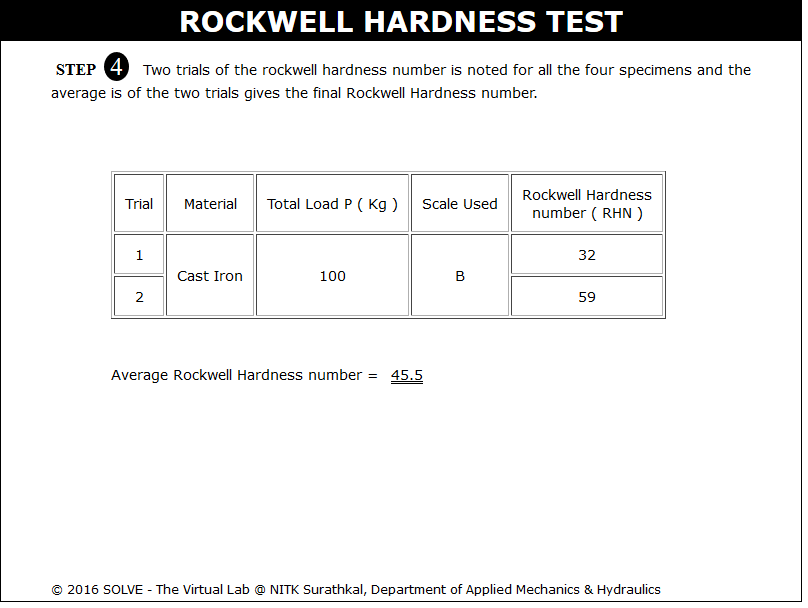 ROCKWELL HARDNESS TEST
STEP 4 Two trials of the rockwell hardness number is noted for all the four specimens and the
average is of the two trials gives the final Rockwell Hardness number.
Trial Material Total Load P ( Kg ) Scale Used Rockwell Hardness number ( RHN )
1 Cast Iron 100 B 32
2 59
Average Rockwell Hardness number = 45.5
© 2016 SOLVE - The Virtual Lab @ NITK Surathkal, Department of Applied Mechanics & Hydraulics